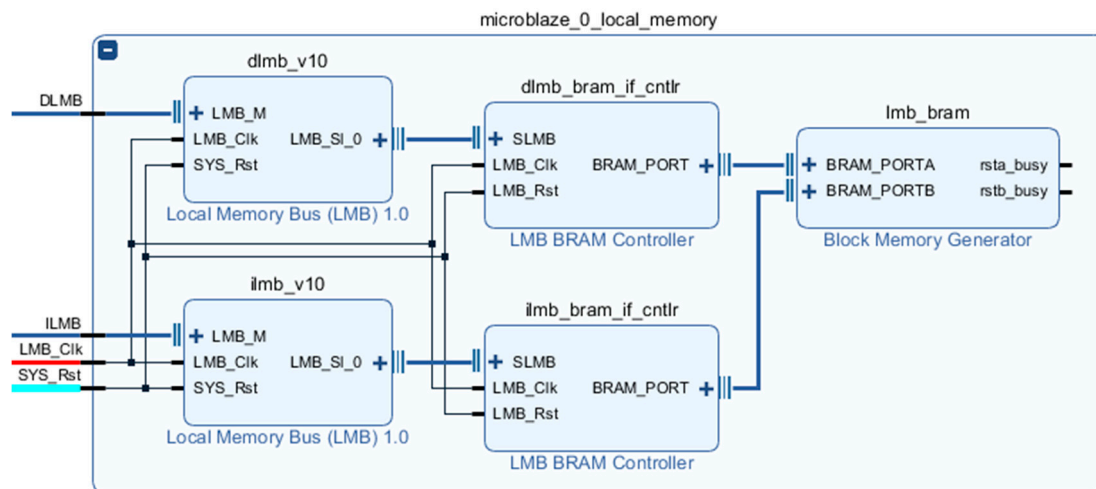 microblaze_0_local_memory
dlmb_v10
DLMB
LMB_M
LMB_Clk
SYS_Rst
LMB_Sl_0
Local Memory Bus (LMB) 1.0
dlmb_bram_if_cntlr
SLMB
LMB_Clk
LMB_Rst
BRAM_PORT
LMB BRAM Controller
lmb_bram
BRAM_PORTA
BRAM_PORTB
rsta_busy
rstb_busy
Block Memory Generator
ilmb_v10
ILMB
LMB_Clk
SYS_Rst
LMB_M
LMB_Clk
SYS_Rst
LMB_Sl_0
Local Memory Bus (LMB) 1.0
ilmb_bram_if_cntlr
SLMB
LMB_Clk
LMB_Rst
BRAM_PORT
LMB BRAM Controller